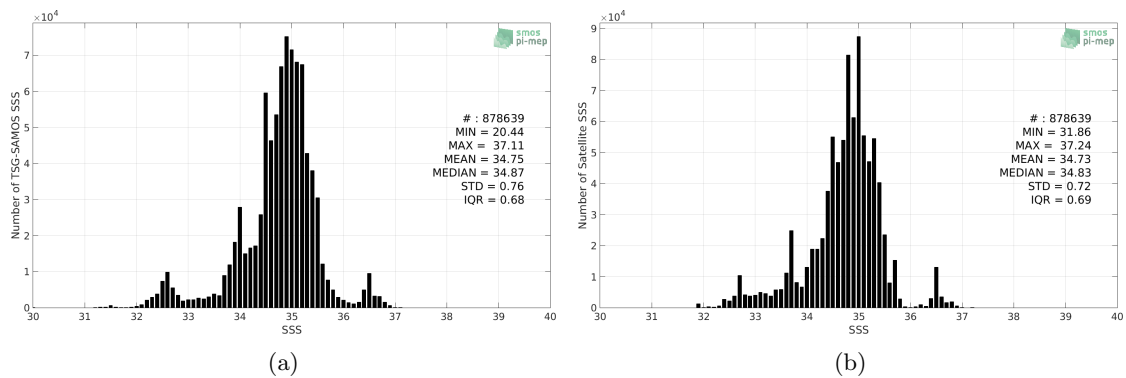 ×10⁴
smos
pi-mep
7
6
5
4
3
2
1
0
Number of TSG-SAMOS SSS
# : 878639
MIN = 20.44
MAX = 37.11
MEAN = 34.75
MEDIAN = 34.87
STD = 0.76
IQR = 0.68
30 31 32 33 34 35 36 37 38 39 40
SSS
(a)
×10⁴
smos
pi-mep
9
8
7
6
5
4
3
2
1
0
Number of Satellite SSS
# : 878639
MIN = 31.86
MAX = 37.24
MEAN = 34.73
MEDIAN = 34.83
STD = 0.72
IQR = 0.69
30 31 32 33 34 35 36 37 38 39 40
SSS
(b)